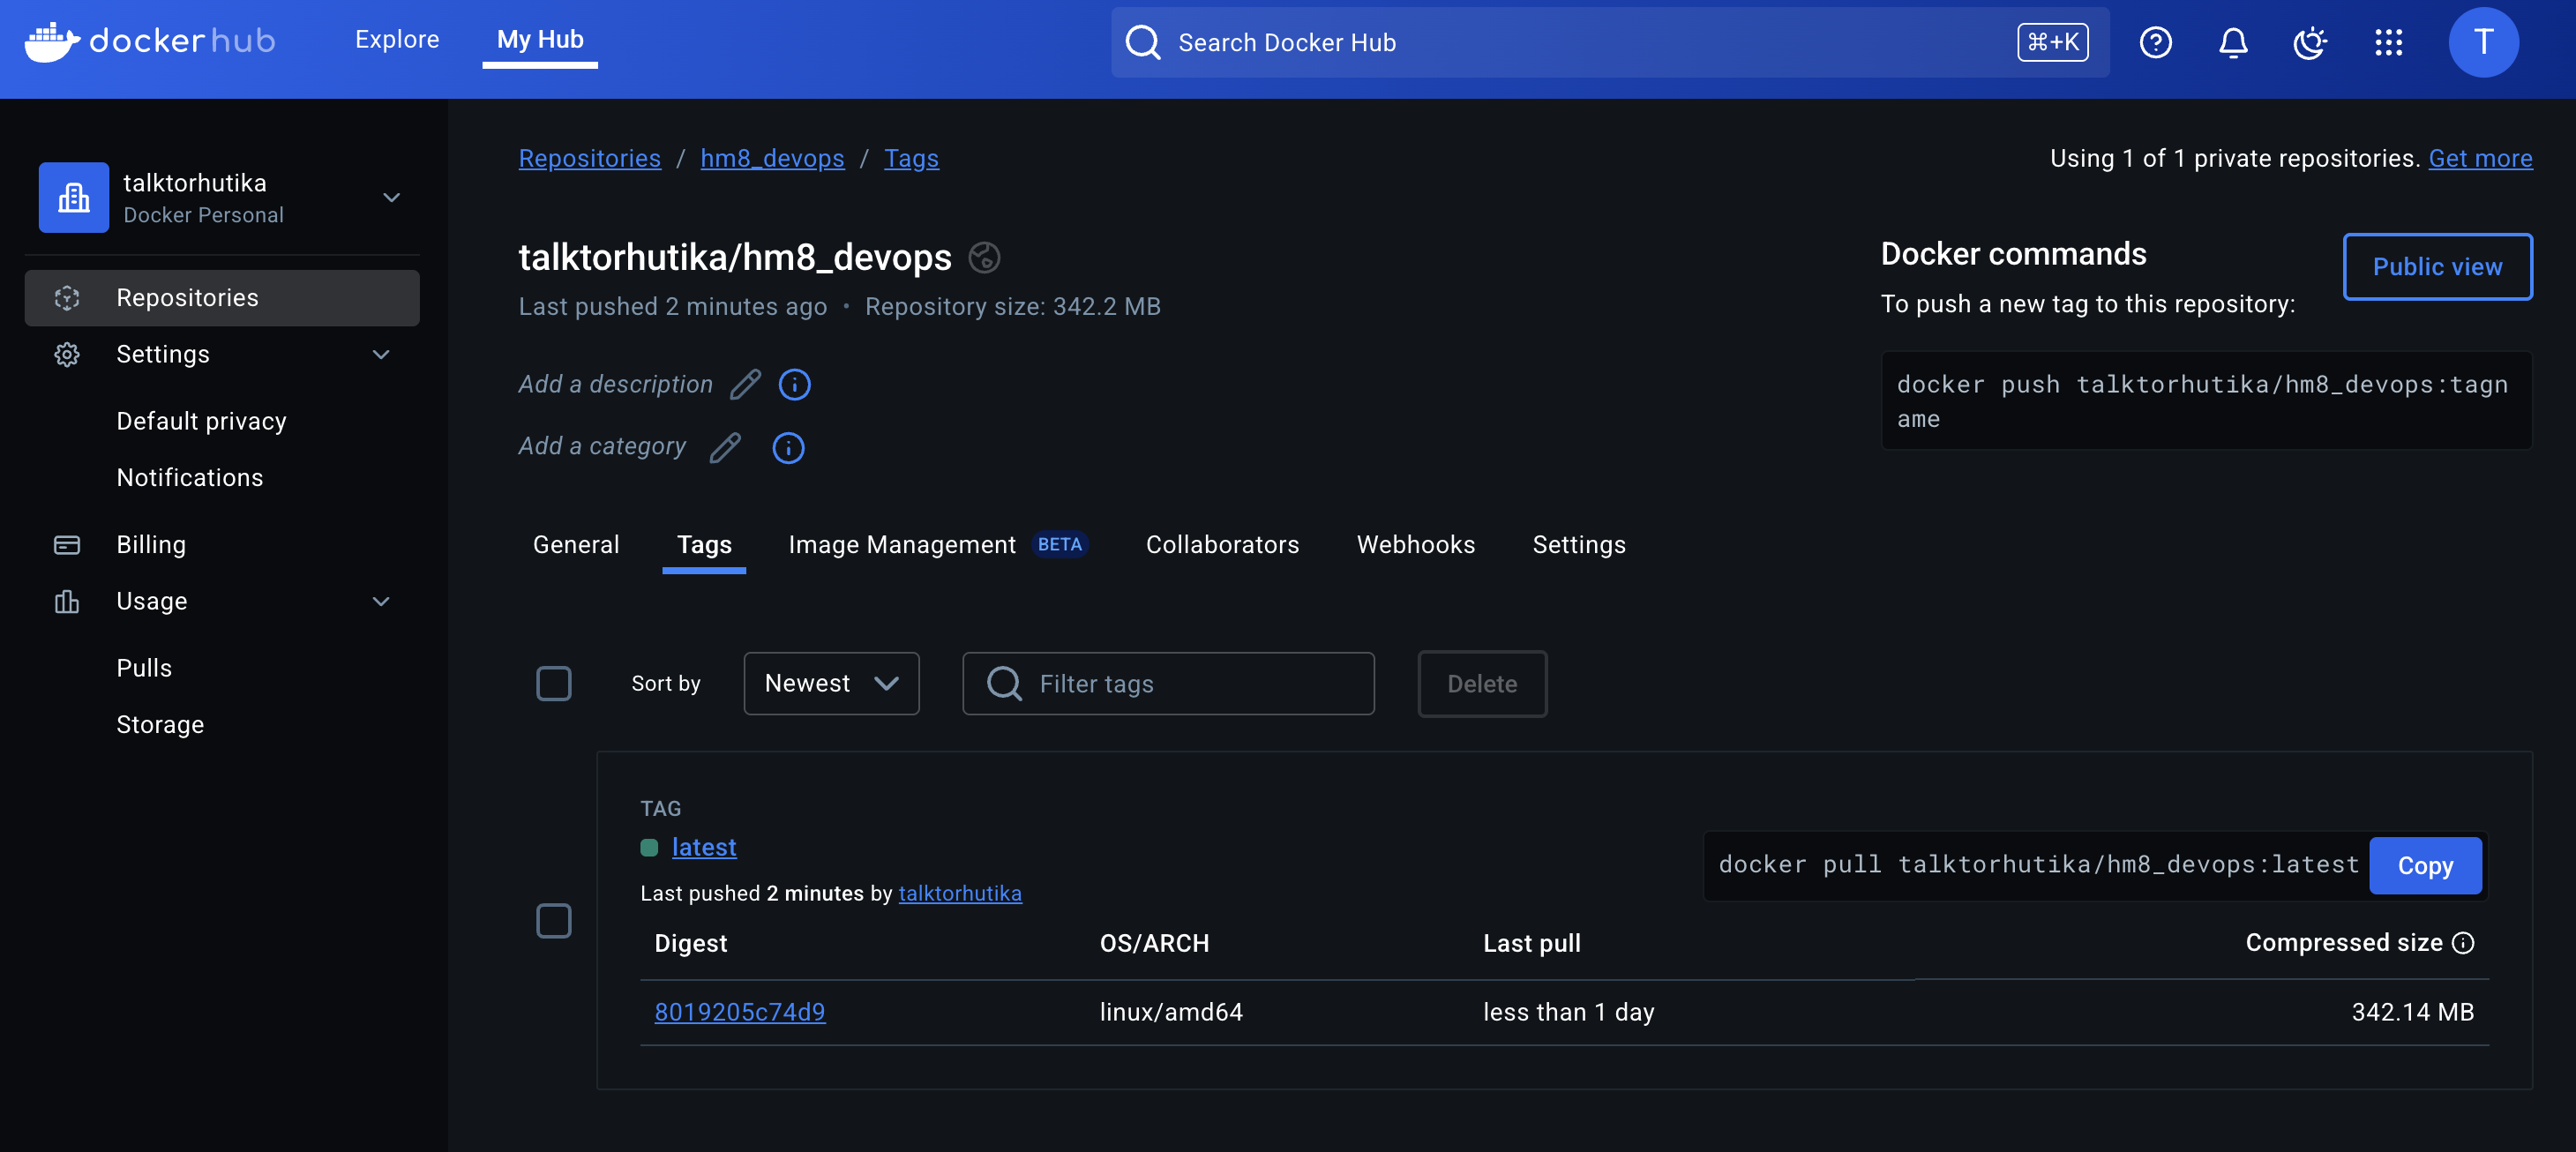 dockerhub
Explore
My Hub
Search Docker Hub
⌘+K
T
talktorhutika
Docker Personal
Repositories
Settings
Default privacy
Notifications
Billing
Usage
Pulls
Storage
Repositories / hm8_devops / Tags
Using 1 of 1 private repositories. Get more
talktorhutika/hm8_devops
Last pushed 2 minutes ago • Repository size: 342.2 MB
Add a description
Add a category
Docker commands
Public view
To push a new tag to this repository:
docker push talktorhutika/hm8_devops:tagn
ame
General
Tags
Image Management BETA
Collaborators
Webhooks
Settings
Sort by
Newest
Filter tags
Delete
TAG
latest
Last pushed 2 minutes by talktorhutika
docker pull talktorhutika/hm8_devops:latest
Copy
Digest OS/ARCH Last pull Compressed size
8019205c74d9 linux/amd64 less than 1 day 342.14 MB